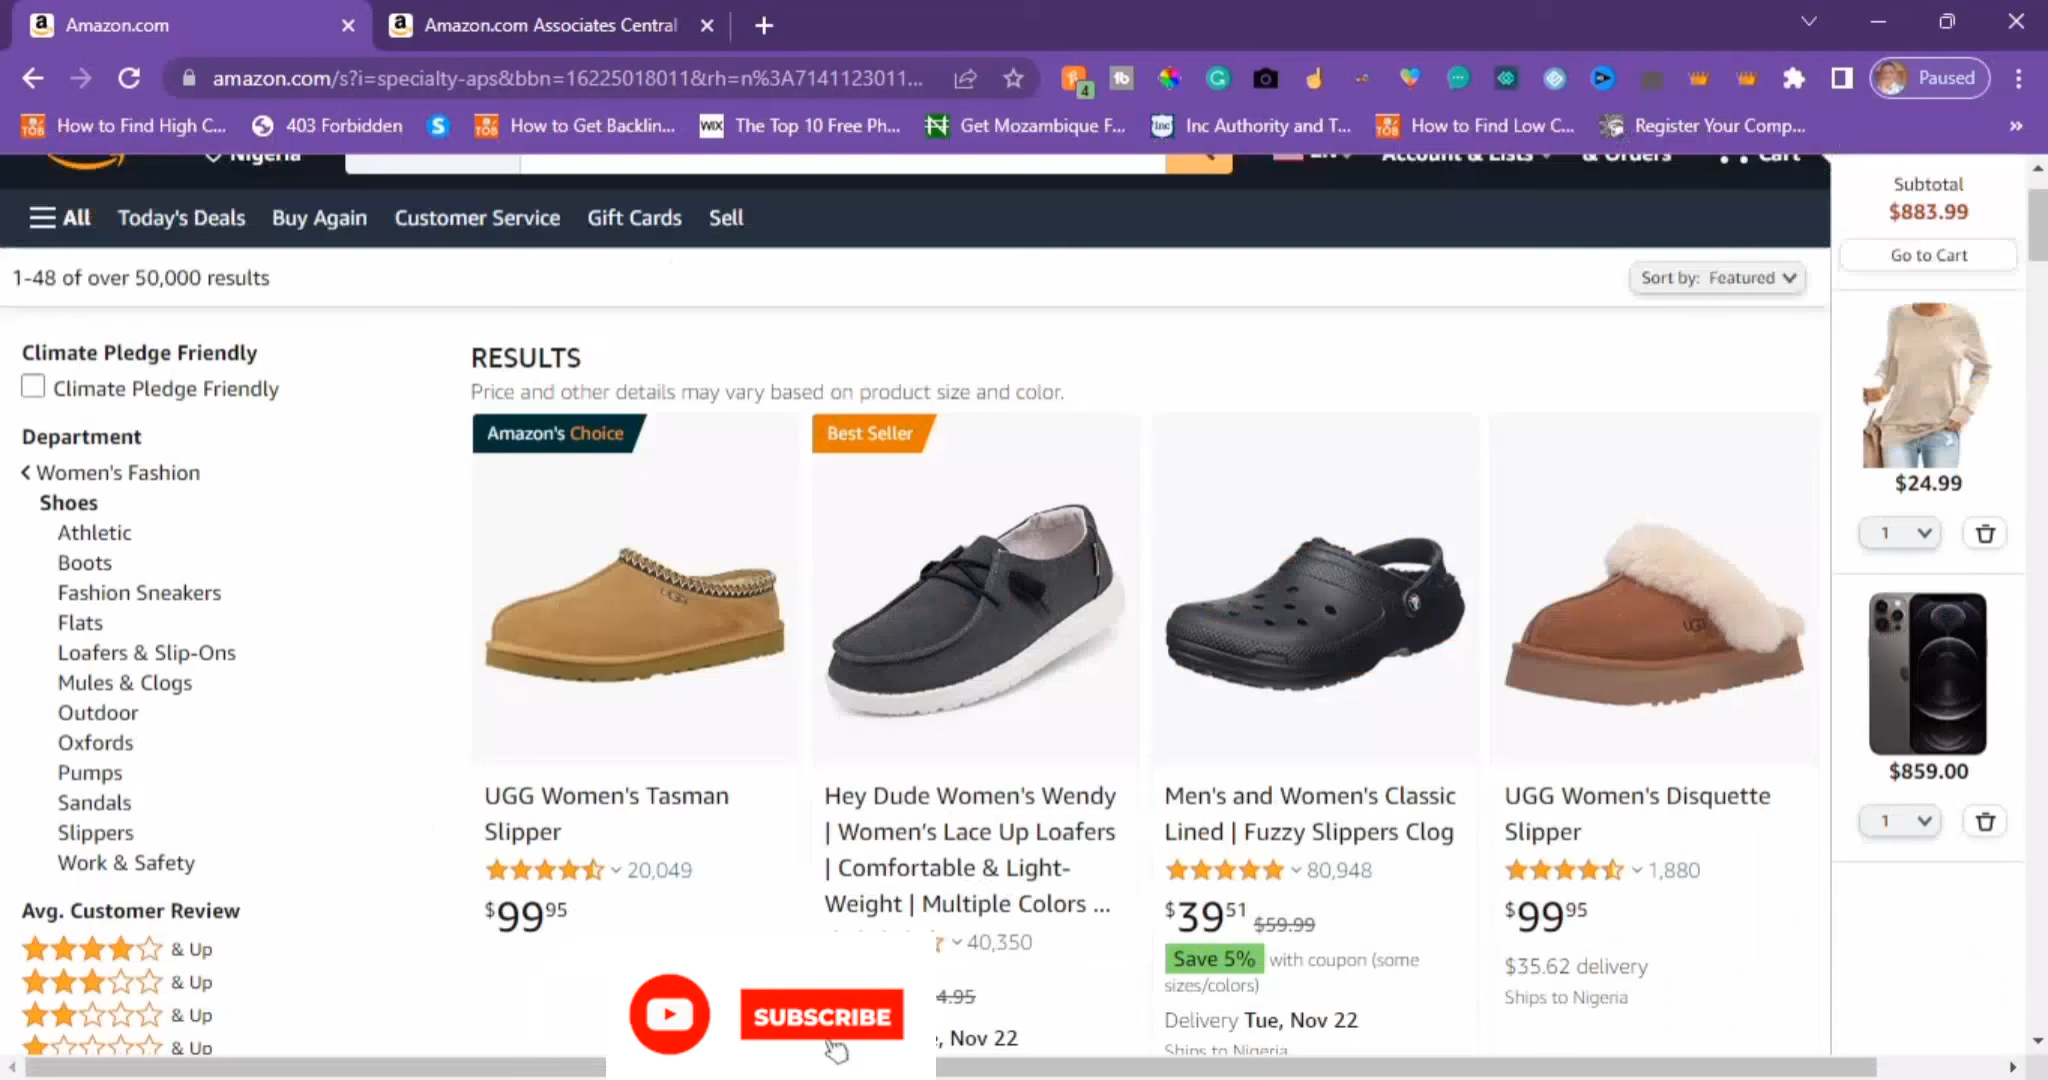 Amazon.com
Amazon.com Associates Central
amazon.com/s?i=specialty-aps&bbn=16225018011&rh=n%3A7141123011...
4
Paused
How to Find High C...
403 Forbidden
How to Get Backlin...
WIX
The Top 10 Free Ph...
Get Mozambique F...
Inc
Inc Authority and T...
How to Find Low C...
Register Your Comp...
Nigeria
EN
Account & Lists
& Orders
Cart
All
Today's Deals
Buy Again
Customer Service
Gift Cards
Sell
Subtotal
$883.99
Go to Cart
1-48 of over 50,000 results
Sort by: Featured
Climate Pledge Friendly
Climate Pledge Friendly
Department
Women's Fashion
Shoes
Athletic
Boots
Fashion Sneakers
Flats
Loafers & Slip-Ons
Mules & Clogs
Outdoor
Oxfords
Pumps
Sandals
Slippers
Work & Safety
Avg. Customer Review
& Up
& Up
& Up
& Up
RESULTS
Price and other details may vary based on product size and color.
Amazon's Choice
UGG
UGG Women's Tasman
Slipper
20,049
$99 95
Best Seller
Hey Dude Women's Wendy
| Women's Lace Up Loafers
| Comfortable & Light-
Weight | Multiple Colors ...
40,350
4.95
, Nov 22
Men's and Women's Classic
Lined | Fuzzy Slippers Clog
80,948
$39 51 $59.99
Save 5% with coupon (some
sizes/colors)
Delivery Tue, Nov 22
Ships to Nigeria
UGG
UGG Women's Disquette
Slipper
1,880
$99 95
$35.62 delivery
Ships to Nigeria
$24.99
1
$859.00
1
SUBSCRIBE